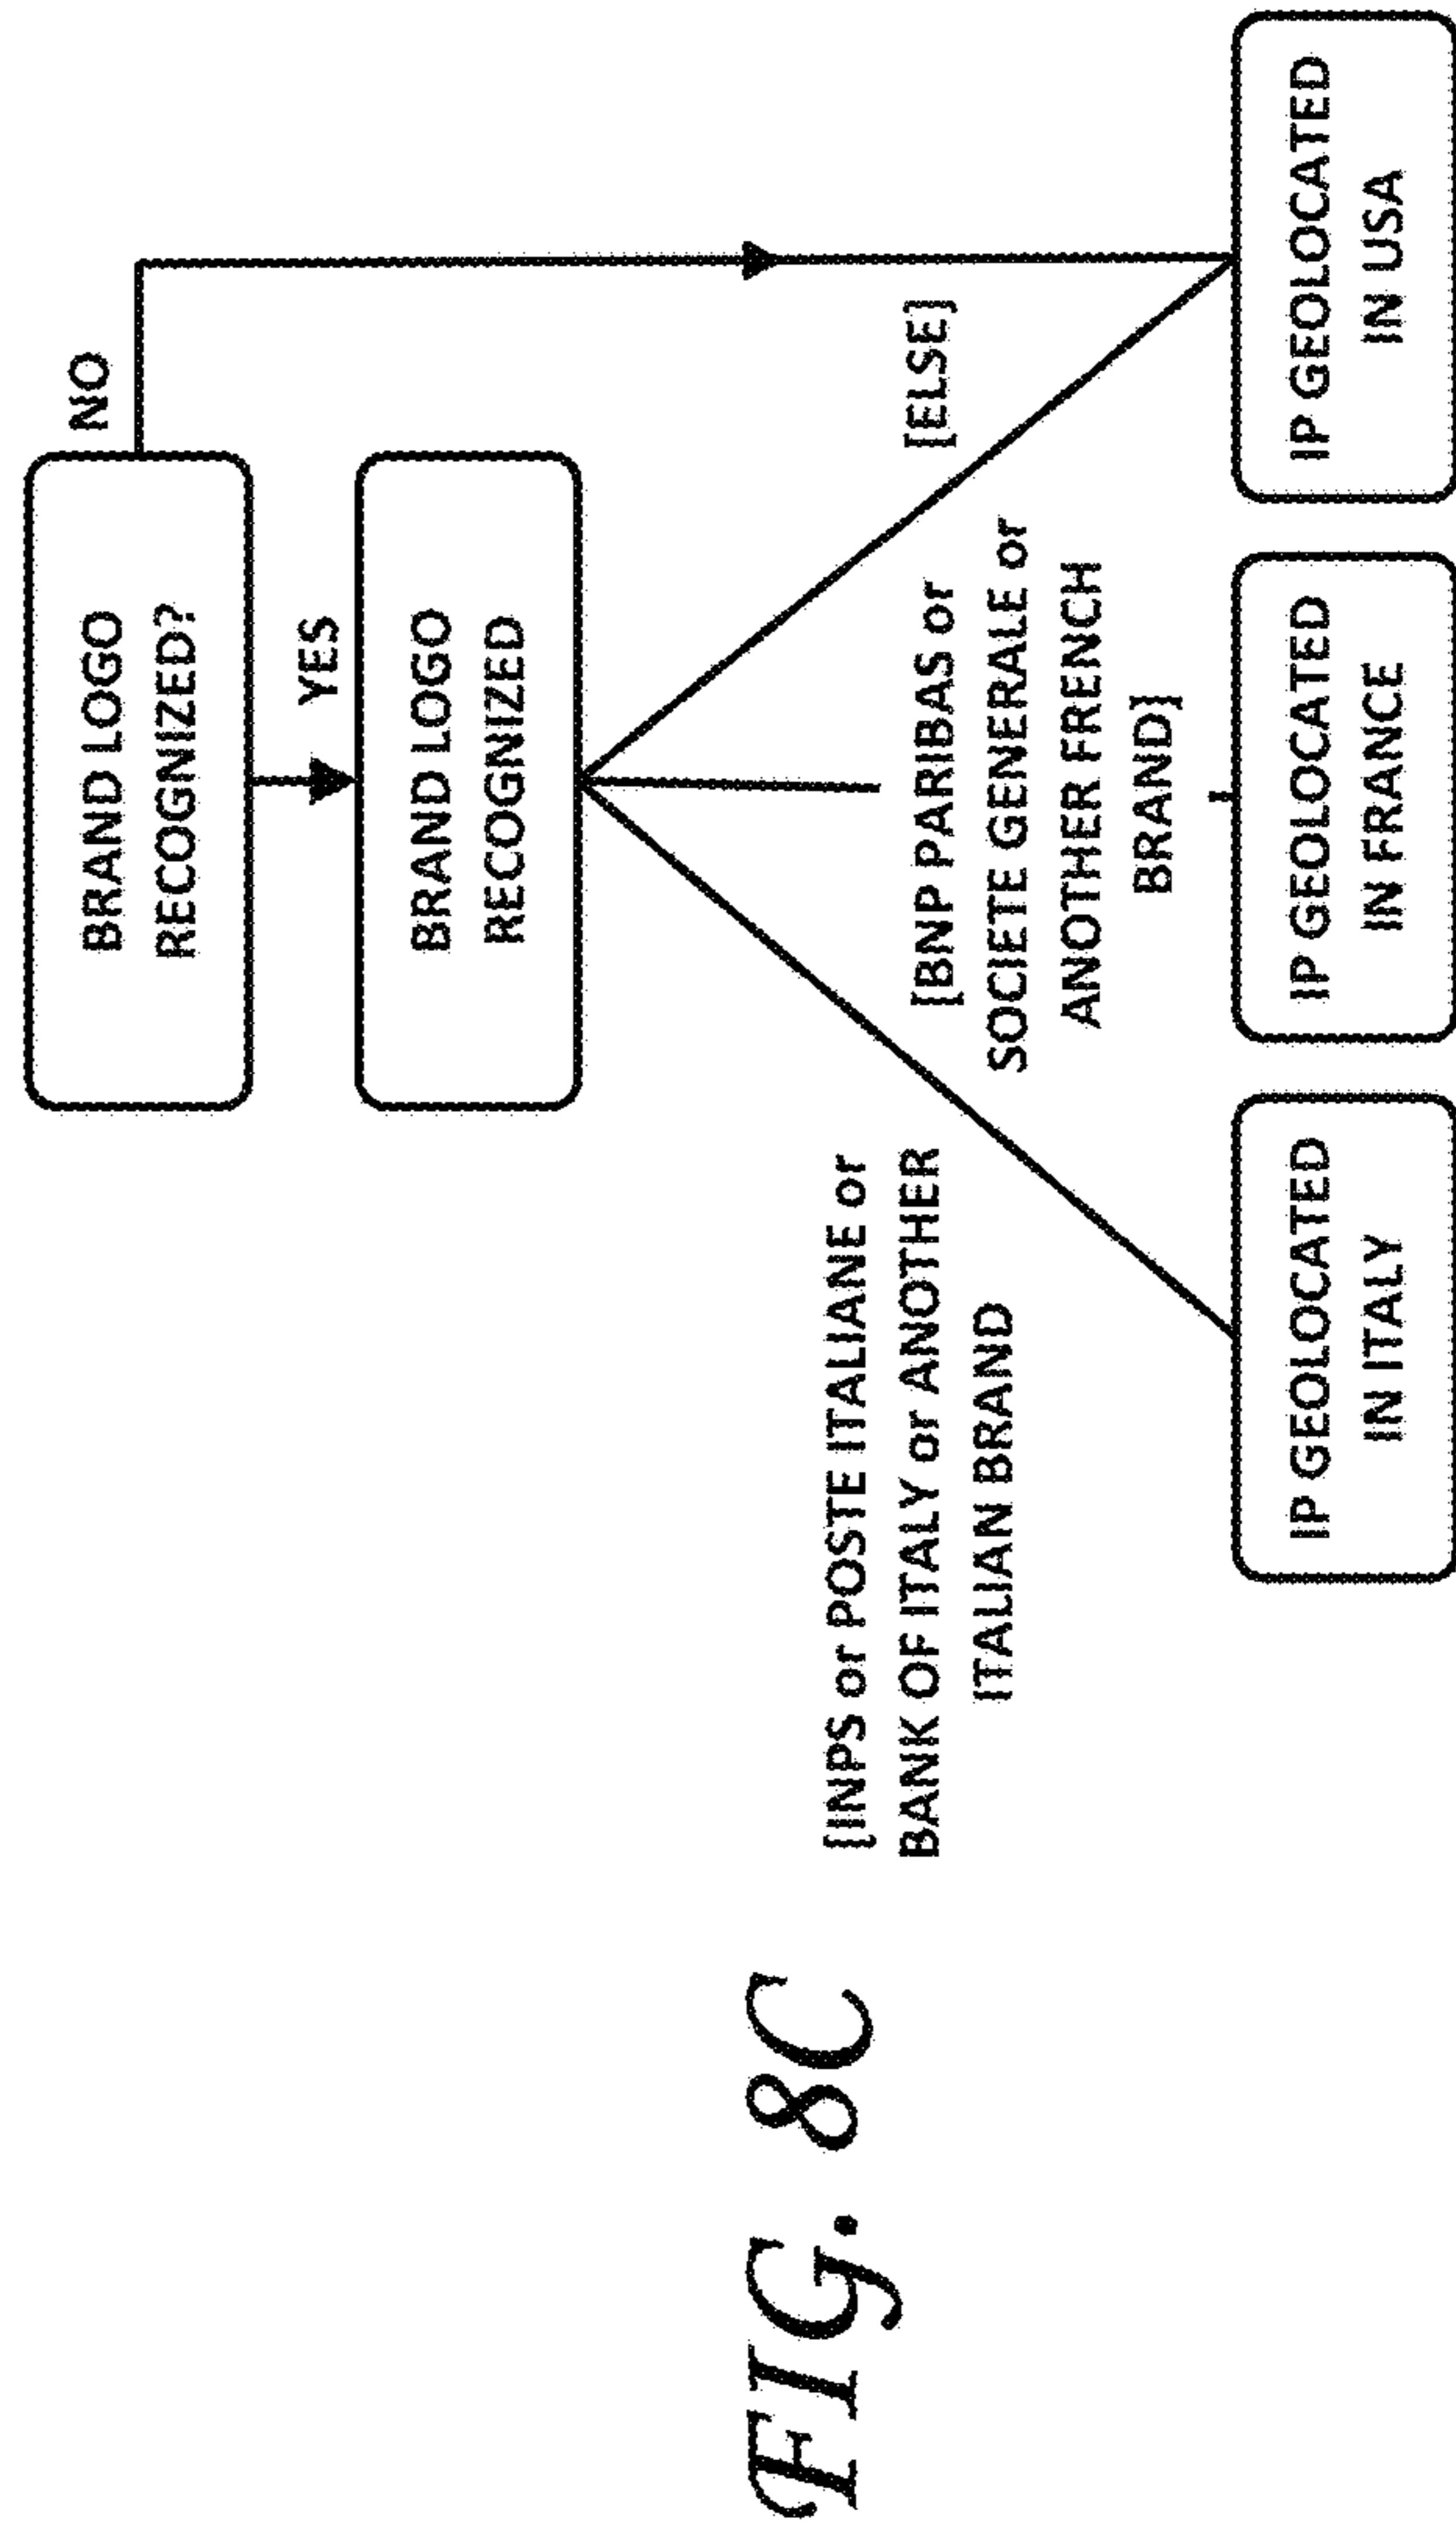 BRAND LOGO
RECOGNIZED?
NO
YES
BRAND LOGO
RECOGNIZED
[INPS or POSTE ITALIANE or
BANK OF ITALY or ANOTHER
ITALIAN BRAND
[BNP PARIBAS or
SOCIETE GENERALE or
ANOTHER FRENCH
BRAND]
[ELSE]
IP GEOLOCATED
IN ITALY
IP GEOLOCATED
IN FRANCE
IP GEOLOCATED
IN USA
FIG. 8C